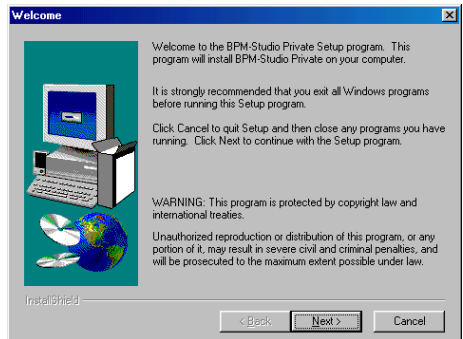 Welcome
Welcome to the BPM-Studio Private Setup program. This
program will install BPM-Studio Private on your computer.
It is strongly recommended that you exit all Windows programs
before running this Setup program.
Click Cancel to quit Setup and then close any programs you have
running. Click Next to continue with the Setup program.
WARNING: This program is protected by copyright law and
international treaties.
Unauthorized reproduction or distribution of this program, or any
portion of it, may result in severe civil and criminal penalties, and
will be prosecuted to the maximum extent possible under law.
InstallShield
< Back Next > Cancel